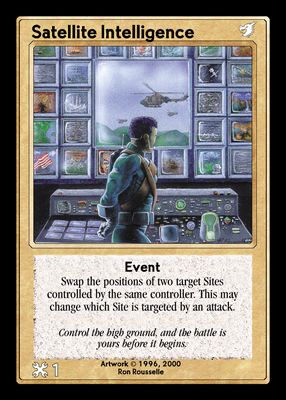 Satellite Intelligence
Event
Swap the positions of two target Sites
controlled by the same controller. This may
change which Site is targeted by an attack.
Control the high ground, and the battle is
yours before it begins.
Artwork © 1996, 2000
Ron Rousselle
1